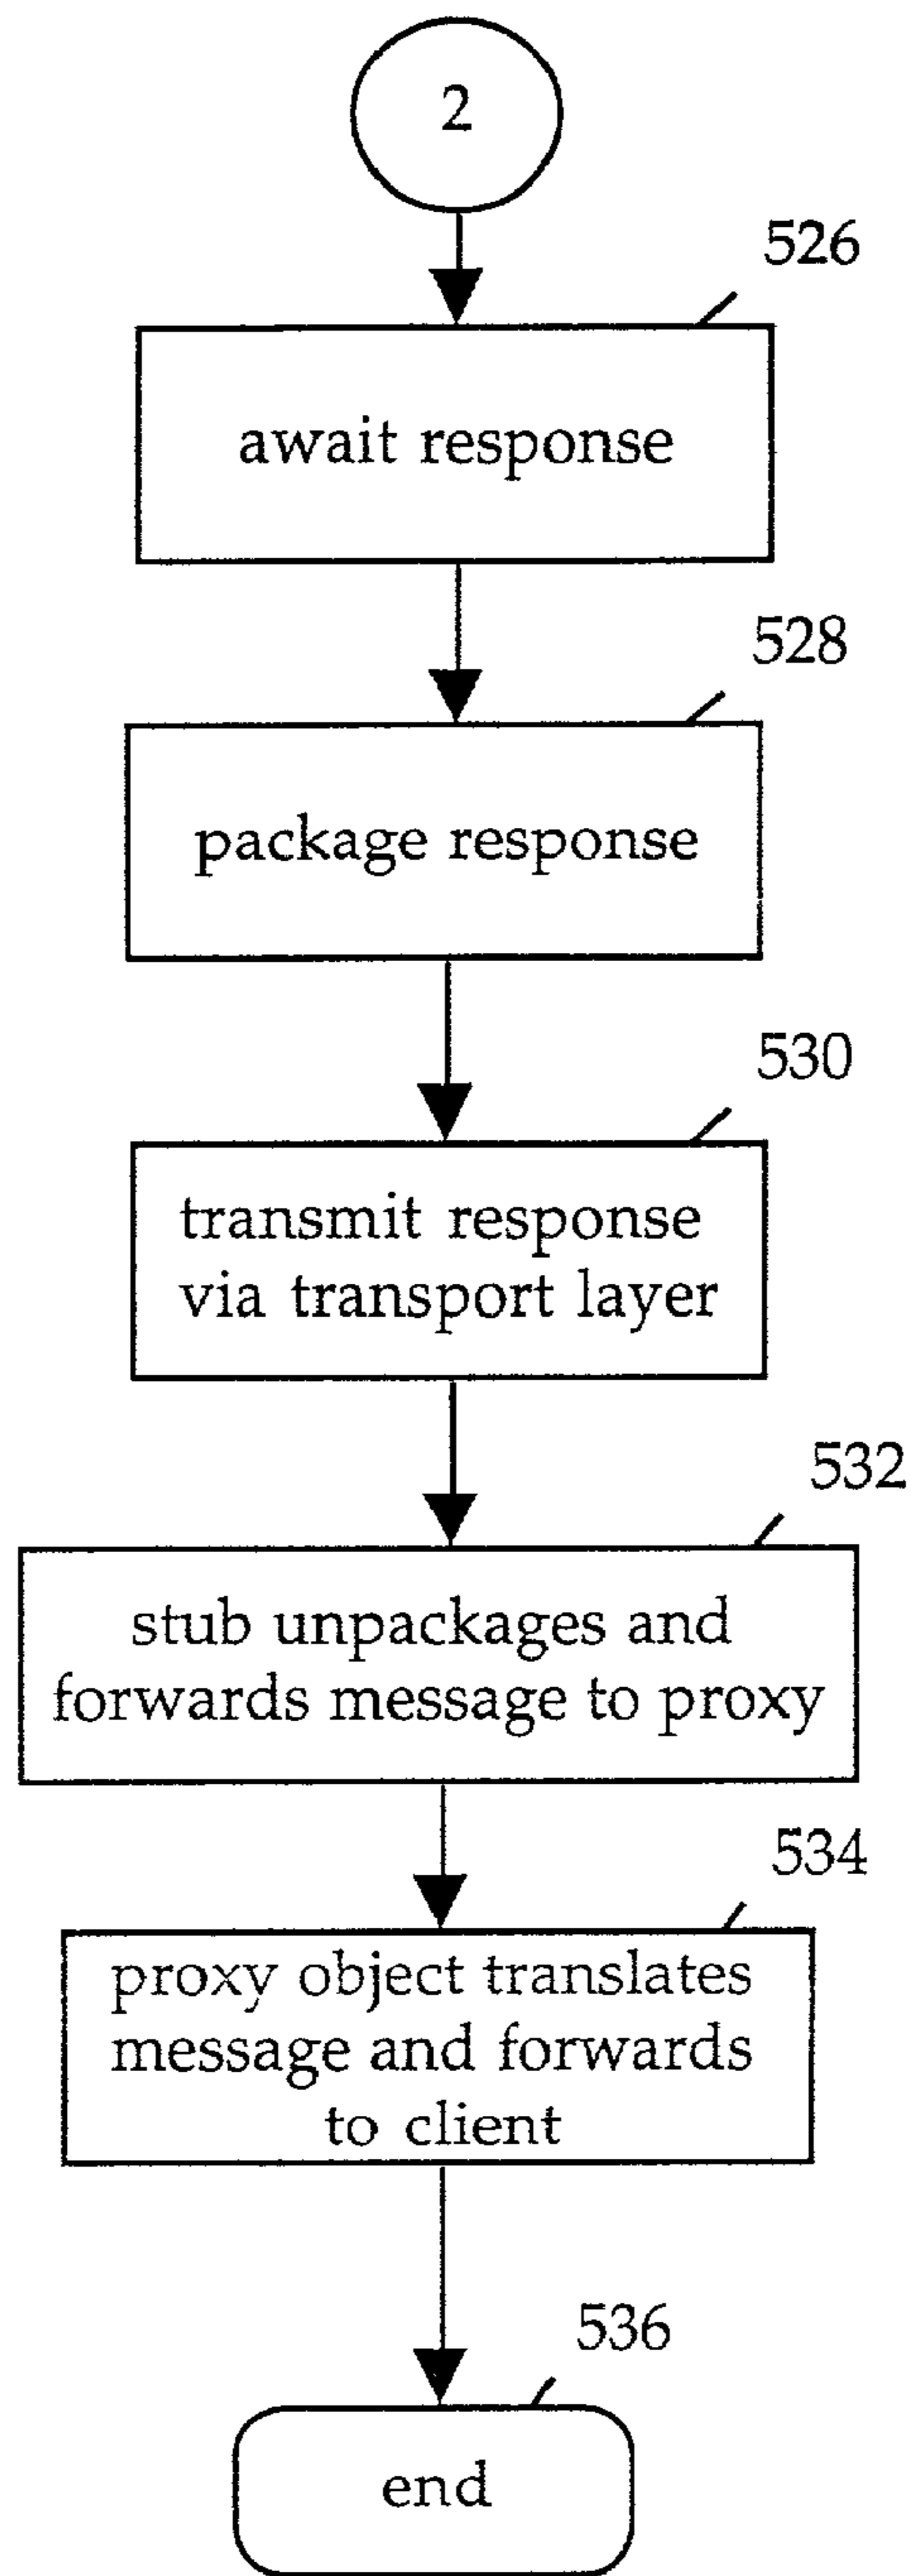 2
526
await response
528
package response
530
transmit response
via transport layer
532
stub unpackages and
forwards message to proxy
534
proxy object translates
message and forwards
to client
536
end